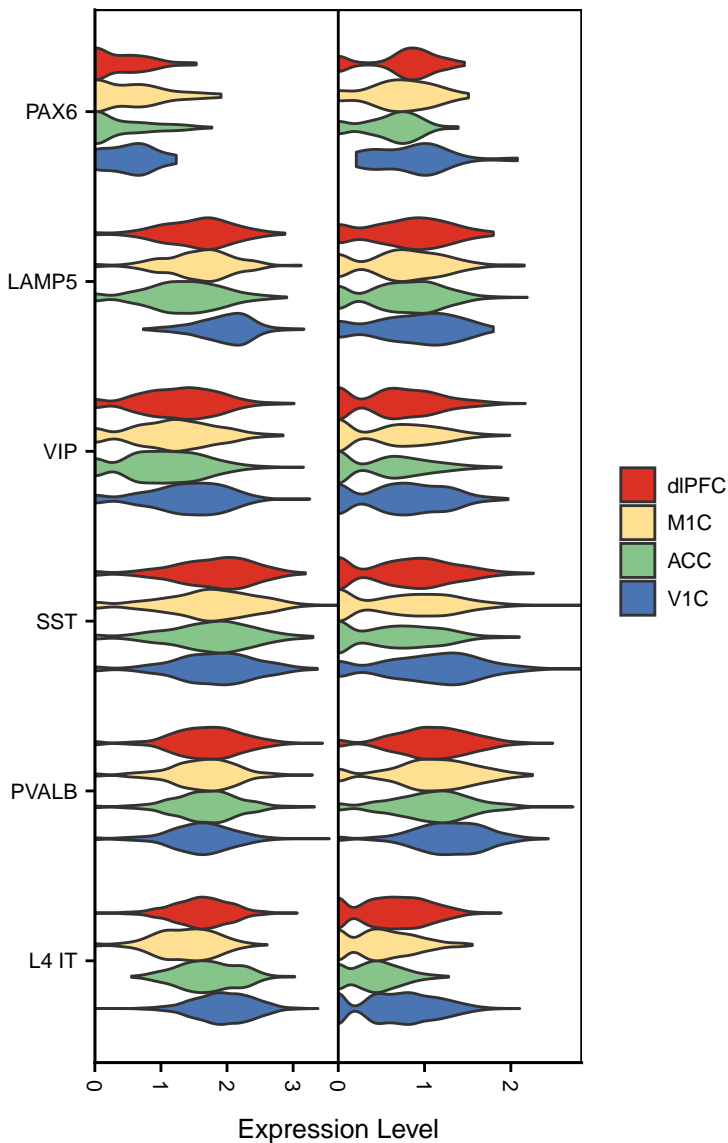 PAX6
LAMP5
VIP
SST
PVALB
L4 IT
dlPFC
M1C
ACC
V1C
0 1 2 3 0 1 2
Expression Level